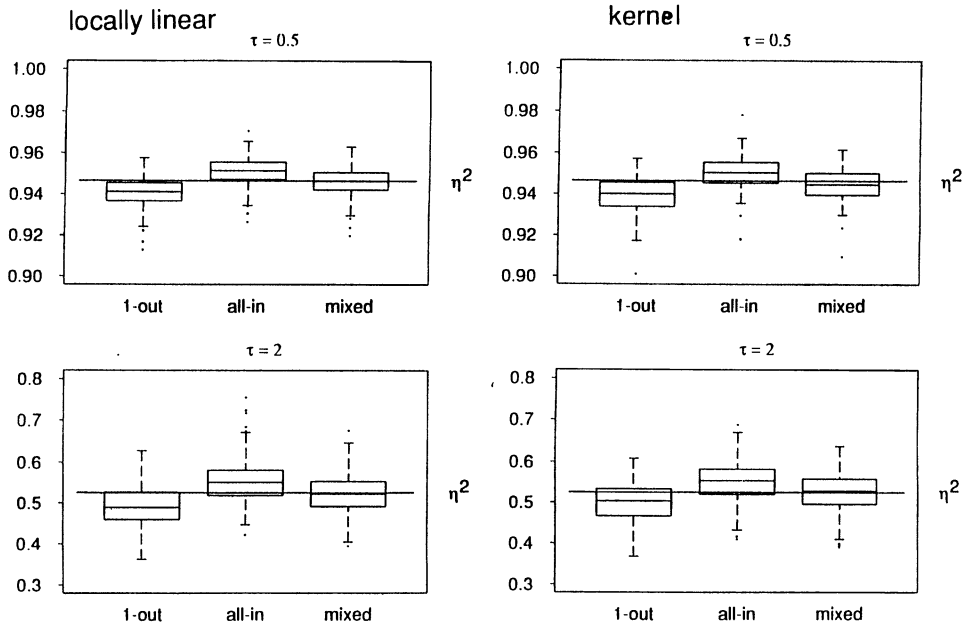 locally linear
kernel
τ = 0.5
1.00
0.98
0.96
0.94
0.92
0.90
η²
1-out all-in mixed
τ = 0.5
1.00
0.98
0.96
0.94
0.92
0.90
η²
1-out all-in mixed
τ = 2
0.8
0.7
0.6
0.5
0.4
0.3
η²
1-out all-in mixed
τ = 2
0.8
0.7
0.6
0.5
0.4
0.3
η²
1-out all-in mixed